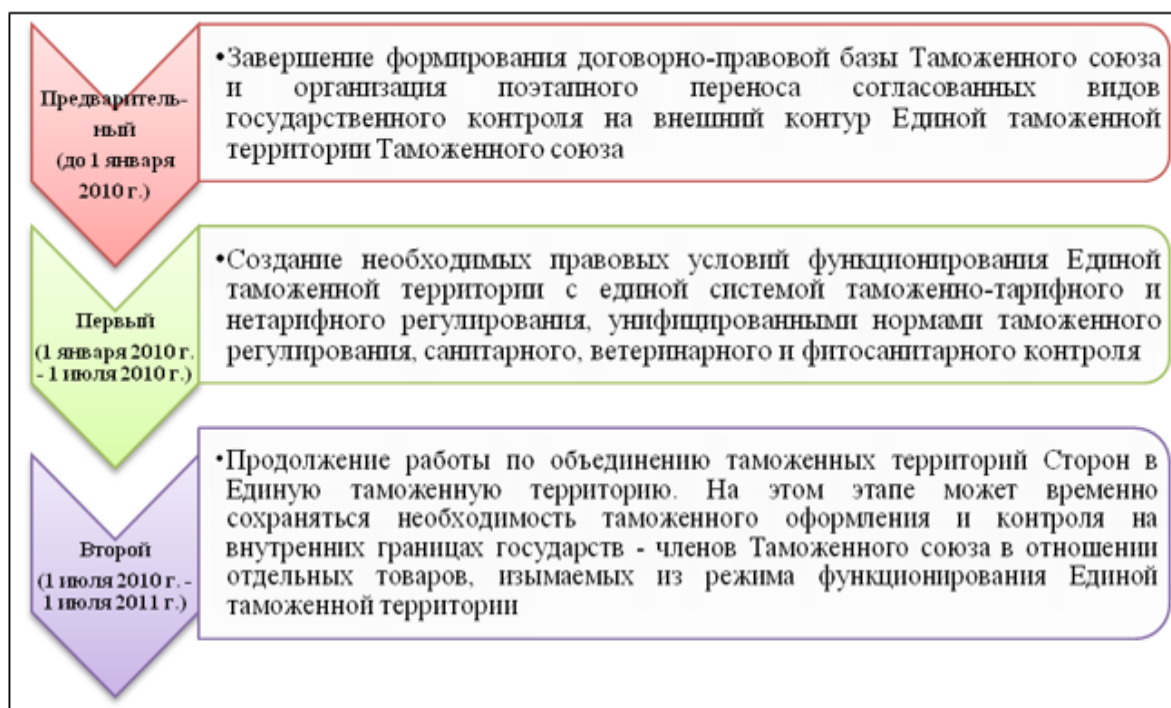 Предваритель-
ный
(до 1 января
2010 г.)
•Завершение формирования договорно-правовой базы Таможенного союза
и организация поэтапного переноса согласованных видов
государственного контроля на внешний контур Единой таможенной
территории Таможенного союза
Первый
(1 января 2010 г.
- 1 июля 2010 г.)
•Создание необходимых правовых условий функционирования Единой
таможенной территории с единой системой таможенно-тарифного и
нетарифного регулирования, унифицированными нормами таможенного
регулирования, санитарного, ветеринарного и фитосанитарного контроля
Второй
(1 июля 2010 г.-
1 июля 2011 г.)
•Продолжение работы по объединению таможенных территорий Сторон в
Единую таможенную территорию. На этом этапе может временно
сохраняться необходимость таможенного оформления и контроля на
внутренних границах государств - членов Таможенного союза в отношении
отдельных товаров, изымаемых из режима функционирования Единой
таможенной территории